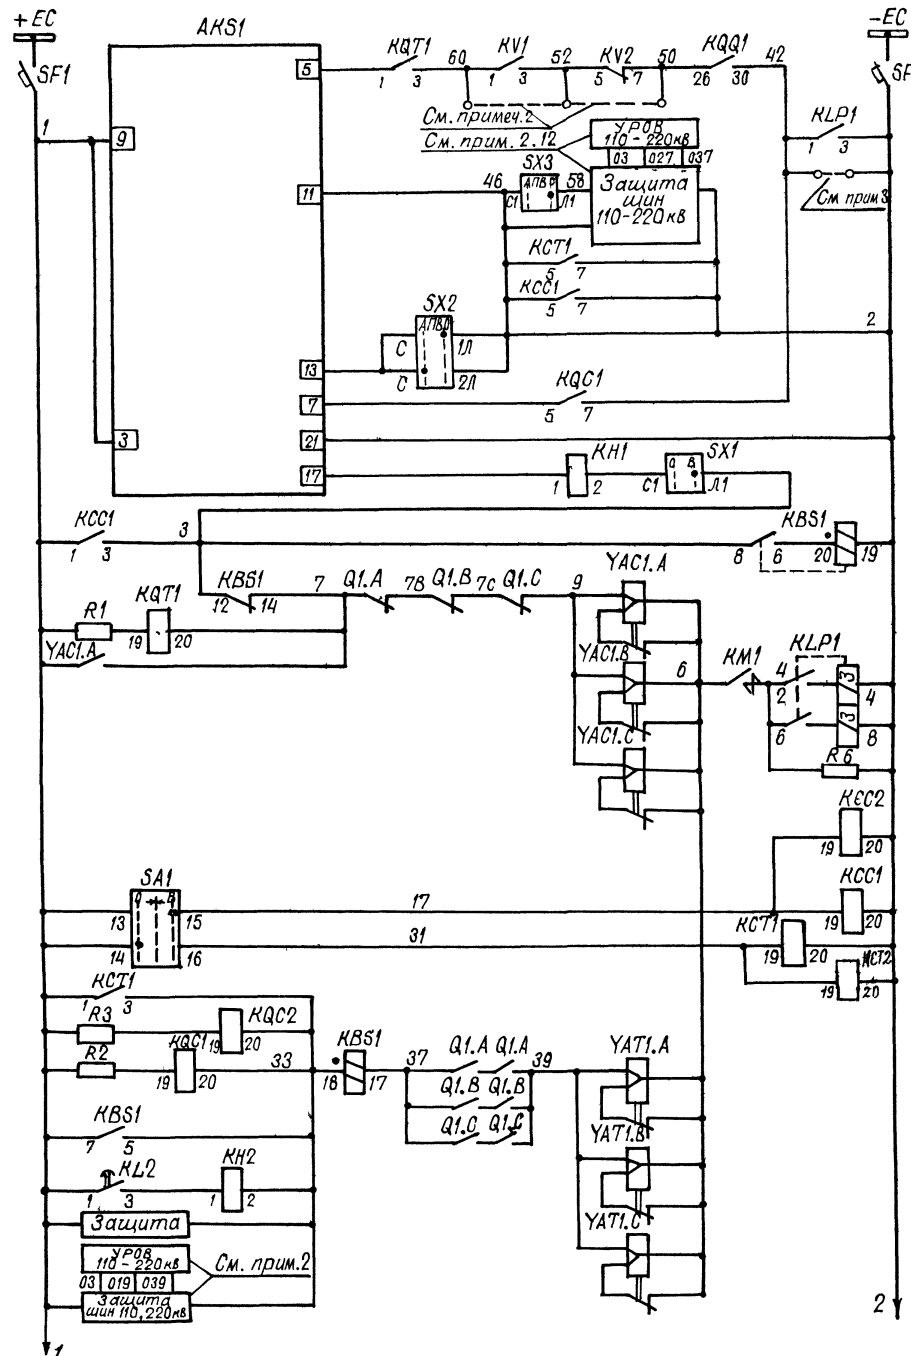 +EC
AKS1
-EC
SF1
SF
5
KQT1
1 3
60
KV1
1 3
52
KV2
5 7
50
KQQ1
26 30
42
1
9
См. примеч.2
См. прим. 2.12
УРОВ
110-220кв
03 027 037
KLP1
1 3
См прим3
11
46
SX3
АПВР
С1 Л1
58
Защита
шин
110-220кв
KCT1
5 7
KCC1
5 7
SX2
АПВО
С 1Л
С 2Л
2
13
7
KQC1
5 7
3
21
17
KH1
1 2
SX1
О В
С1 Л1
KCC1
1 3
3
KBS1
8 6 20 19
KBS1
12 14
7
Q1.A
7В
Q1.B
7С
Q1.C
9
YAC1.A
R1
KQT1
19 20
YAC1.A
YAC1.B
6
KM1
KLP1
4
2
3
4
6
3
8
R6
YAC1.C
KCC2
19 20
SA1
О В
13 15
17
KCC1
19 20
14 16
31
KCT1
19 20
KCT2
19 20
KCT1
1 3
R3
KQC2
19 20
R2
KQC1
19 20
33
KBS1
18 17
37
Q1.A Q1.A
Q1.B Q1.B
Q1.C Q1.C
39
YAT1.A
YAT1.B
YAT1.C
KBS1
7 5
KL2
1 3
KH2
1 2
Защита
УРОВ
110-220кв
03 019 039
Защита
шин 110,220кв
См. прим.2
1
2